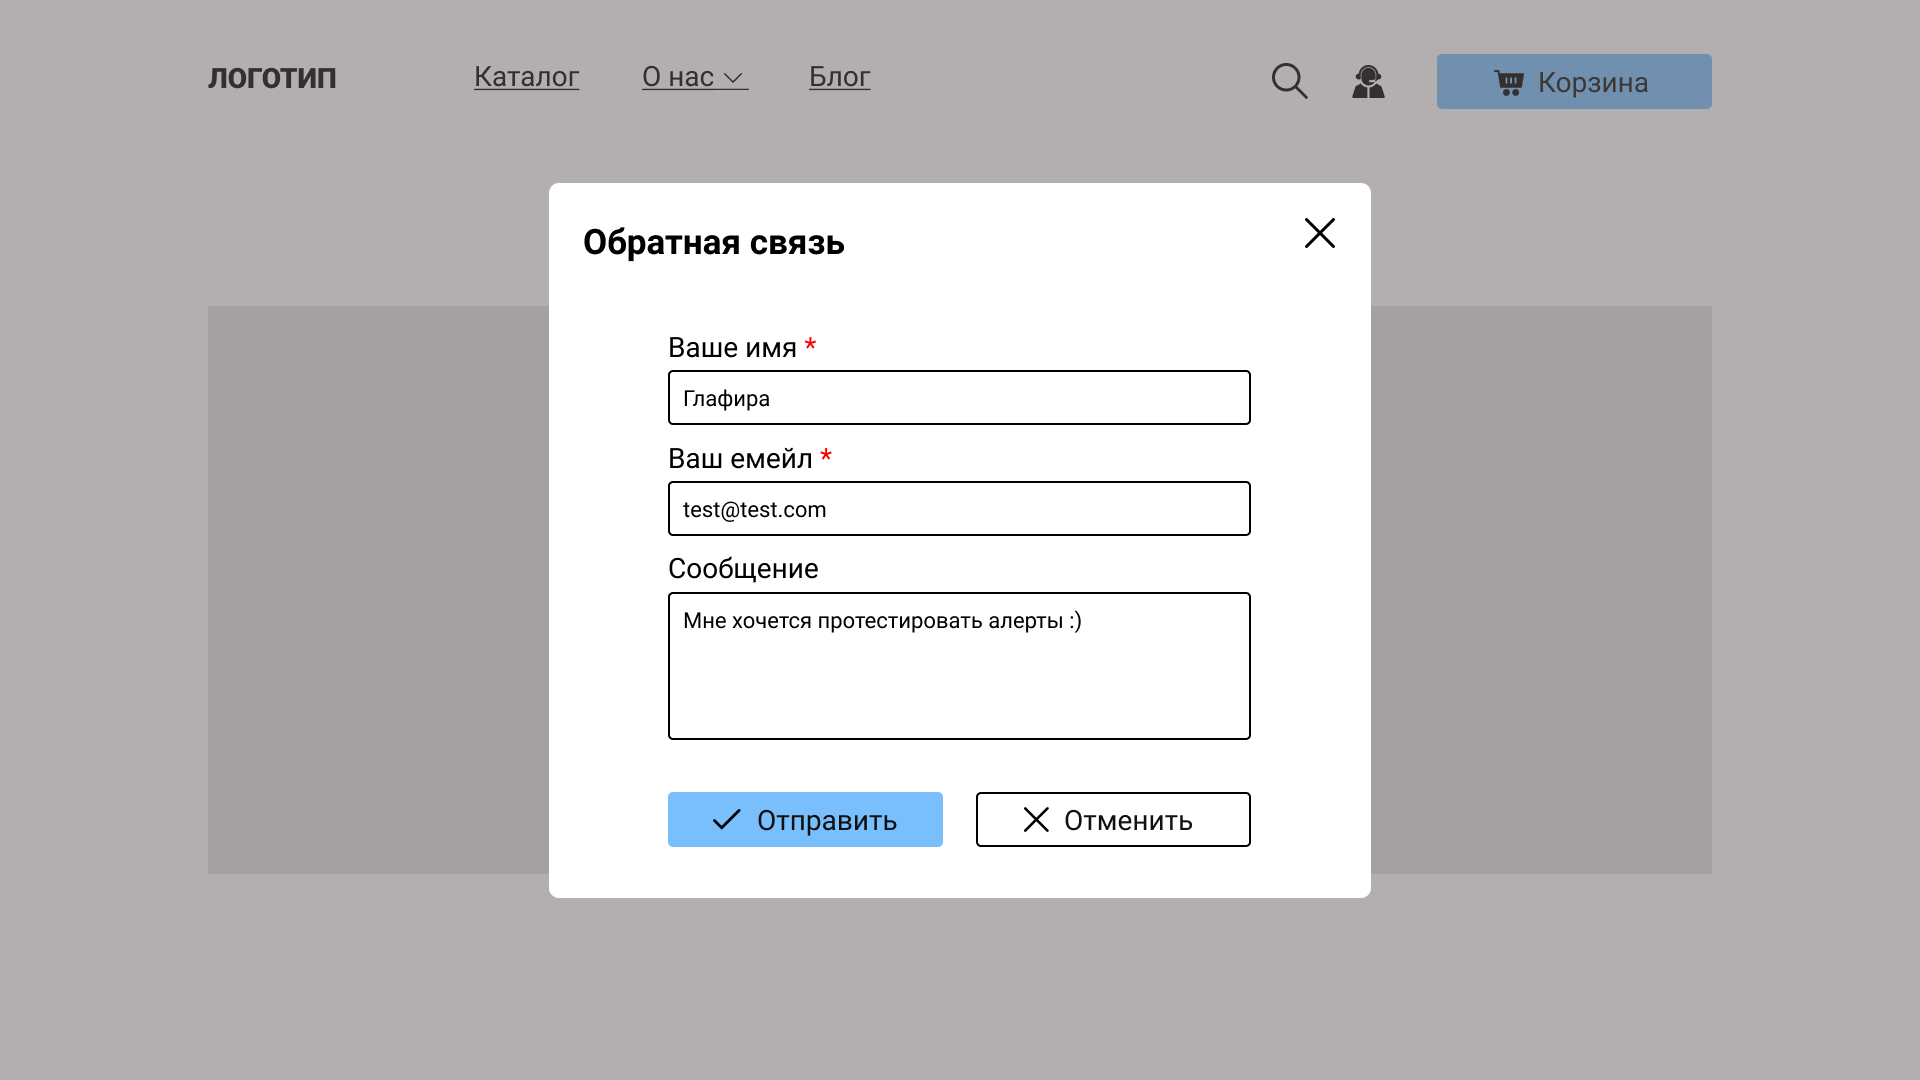 ЛОГОТИП
Каталог
О нас
Блог
Корзина
Обратная связь
Ваше имя *
Глафира
Ваш емейл *
test@test.com
Сообщение
Мне хочется протестировать алерты :)
Отправить
Отменить